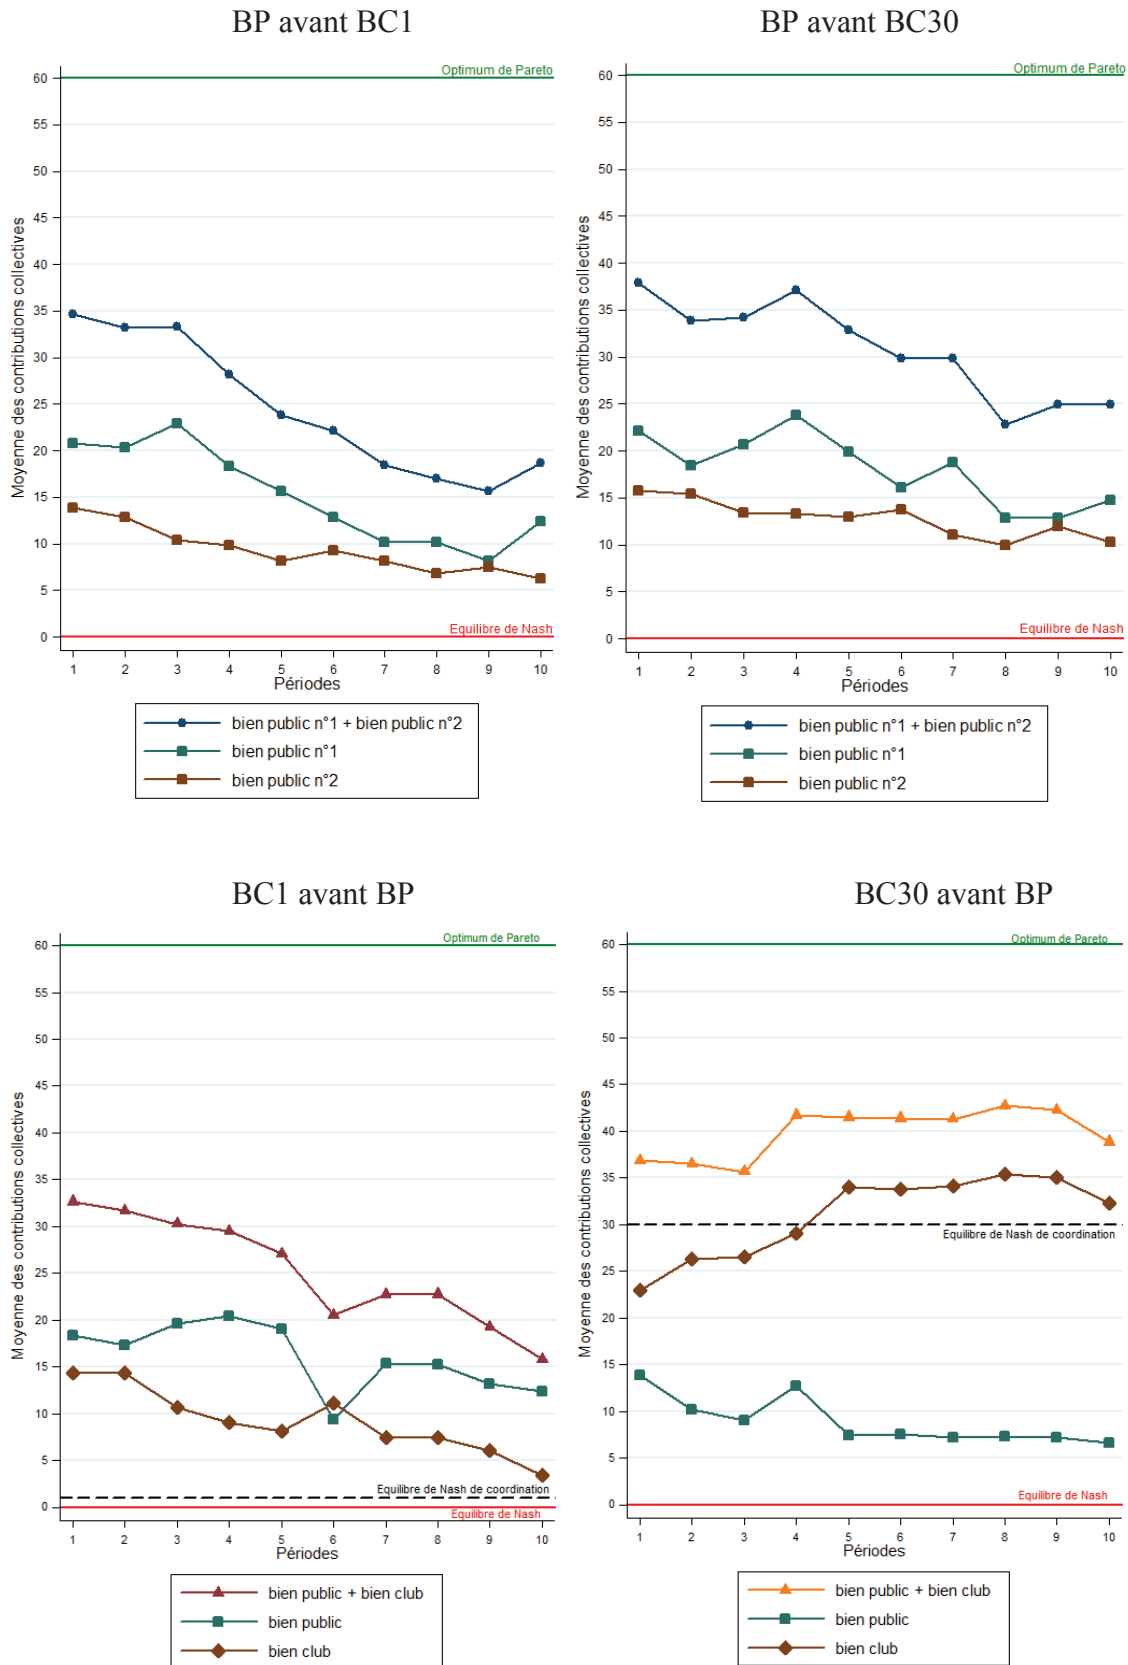 BP avant BC1
Optimum de Pareto
60
55
50
45
40
35
30
25
20
15
10
5
0
Moyenne des contributions collectives
Equilibre de Nash
1 2 3 4 5 6 7 8 9 10
Périodes
bien public n°1 + bien public n°2
bien public n°1
bien public n°2
BP avant BC30
Optimum de Pareto
60
55
50
45
40
35
30
25
20
15
10
5
0
Moyenne des contributions collectives
Equilibre de Nash
1 2 3 4 5 6 7 8 9 10
Périodes
bien public n°1 + bien public n°2
bien public n°1
bien public n°2
BC1 avant BP
Optimum de Pareto
60
55
50
45
40
35
30
25
20
15
10
5
0
Moyenne des contributions collectives
Equilibre de Nash de coordination
Equilibre de Nash
1 2 3 4 5 6 7 8 9 10
Périodes
bien public + bien club
bien public
bien club
BC30 avant BP
Optimum de Pareto
60
55
50
45
40
35
30
25
20
15
10
5
0
Moyenne des contributions collectives
Equilibre de Nash de coordination
Equilibre de Nash
1 2 3 4 5 6 7 8 9 10
Périodes
bien public + bien club
bien public
bien club